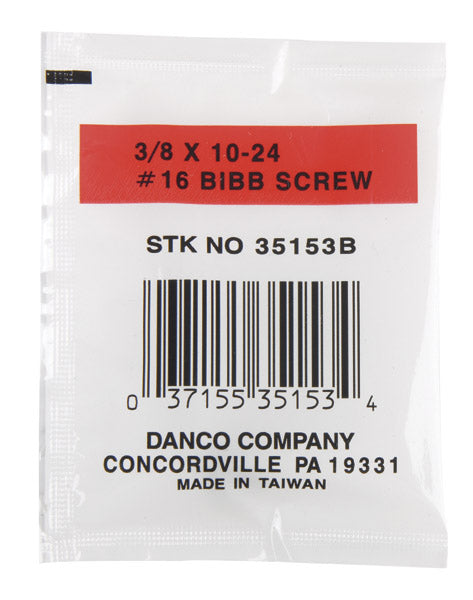 3/8 X 10-24
#16 BIBB SCREW
STK NO 35153B
0 37155 35153 4
DANCO COMPANY
CONCORDVILLE PA 19331
MADE IN TAIWAN